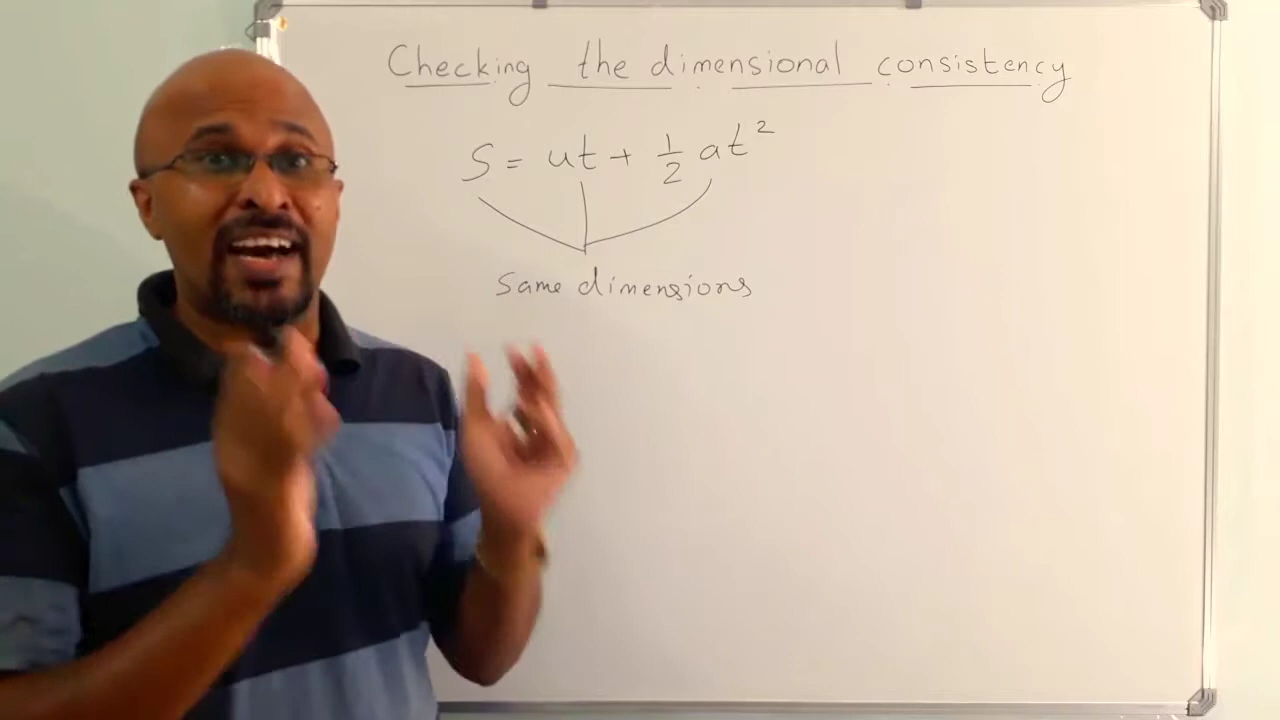 Checking the dimensional consistency
S = ut + 1/2 at²
Same dimensions